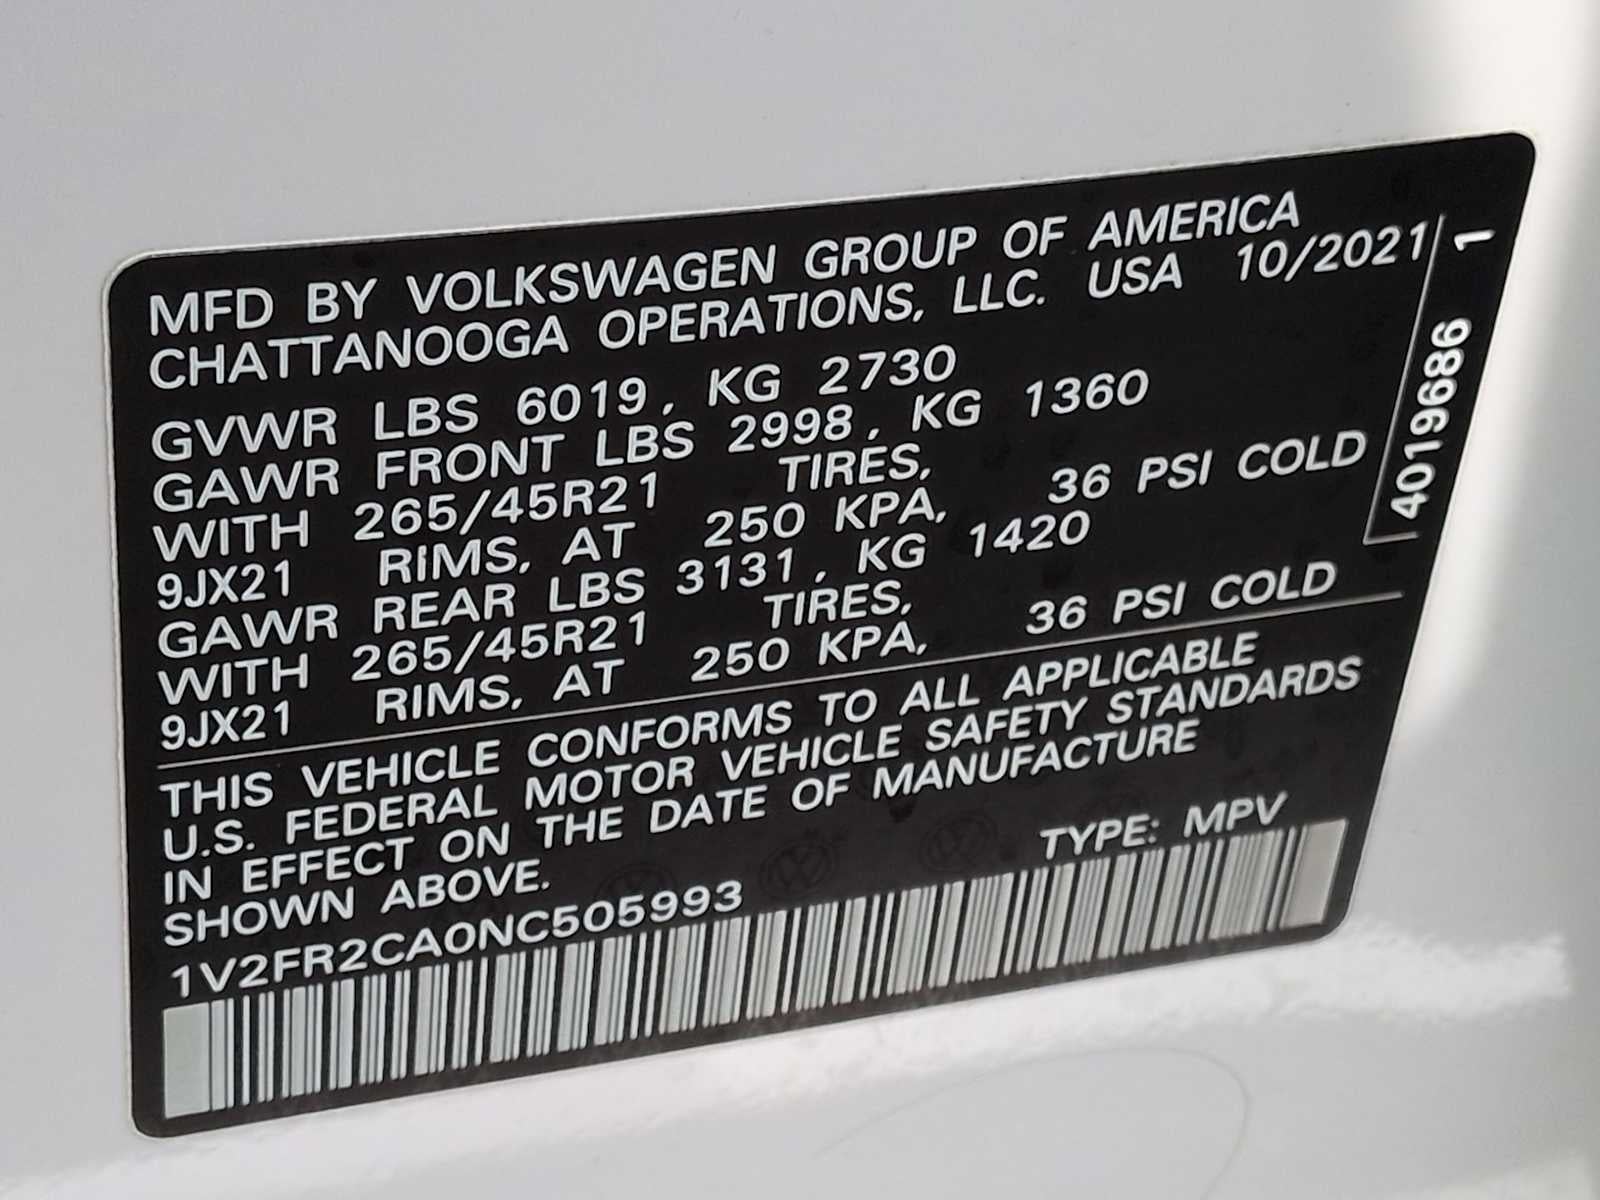 MFD BY VOLKSWAGEN GROUP OF AMERICA
CHATTANOOGA OPERATIONS, LLC. USA 10/2021
GVWR LBS 6019, KG 2730
GAWR FRONT LBS 2998, KG 1360
WITH 265/45R21 TIRES,
9JX21 RIMS, AT 250 KPA, 36 PSI COLD
GAWR REAR LBS 3131, KG 1420
WITH 265/45R21 TIRES,
9JX21 RIMS, AT 250 KPA, 36 PSI COLD
THIS VEHICLE CONFORMS TO ALL APPLICABLE
U.S. FEDERAL MOTOR VEHICLE SAFETY STANDARDS
IN EFFECT ON THE DATE OF MANUFACTURE
SHOWN ABOVE.
TYPE: MPV
1V2FR2CA0NC505993
4019686 1